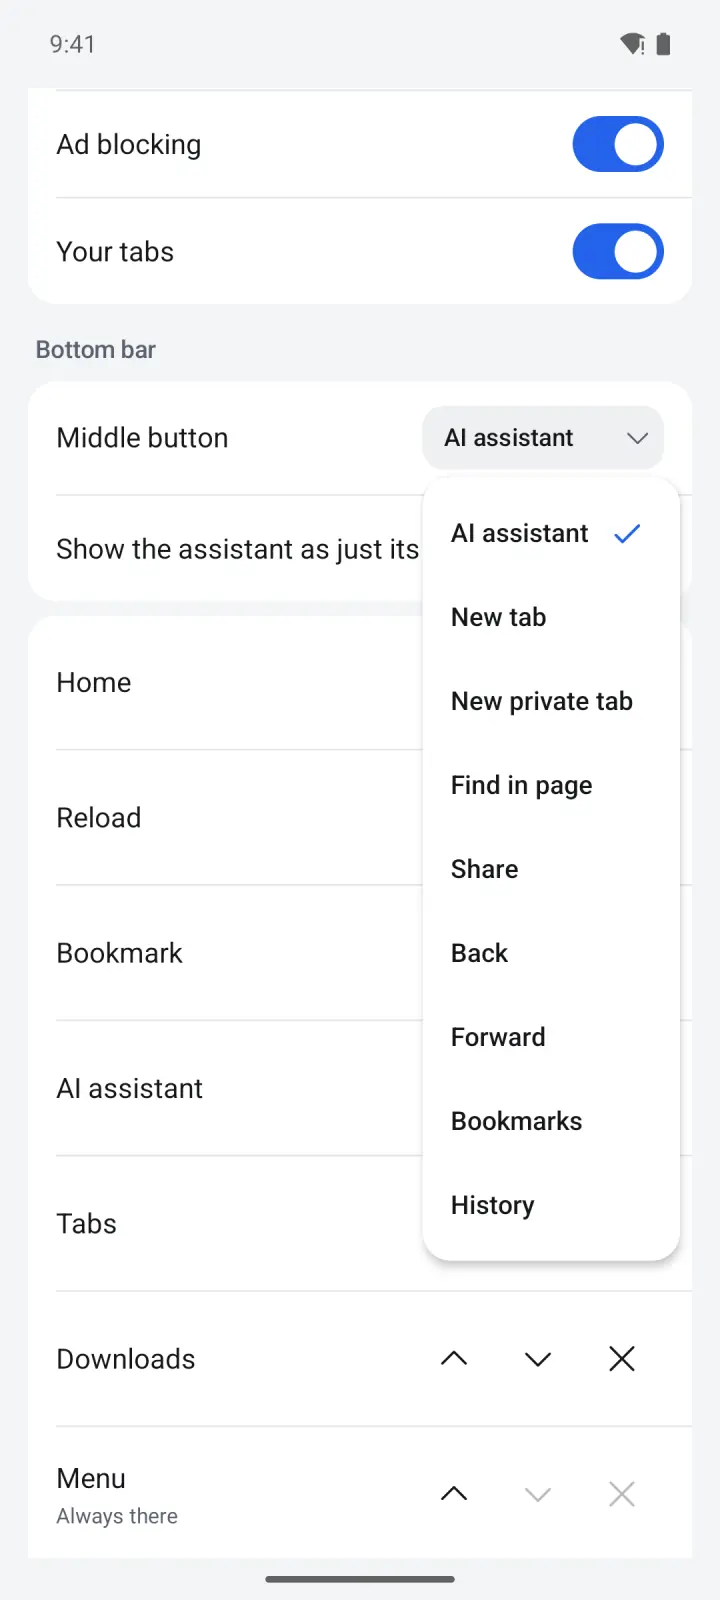 9:41
Ad blocking
Your tabs
Bottom bar
Middle button
AI assistant
Show the assistant as just its
AI assistant
New tab
New private tab
Find in page
Share
Back
Forward
Bookmarks
History
Home
Reload
Bookmark
AI assistant
Tabs
Downloads
Menu
Always there